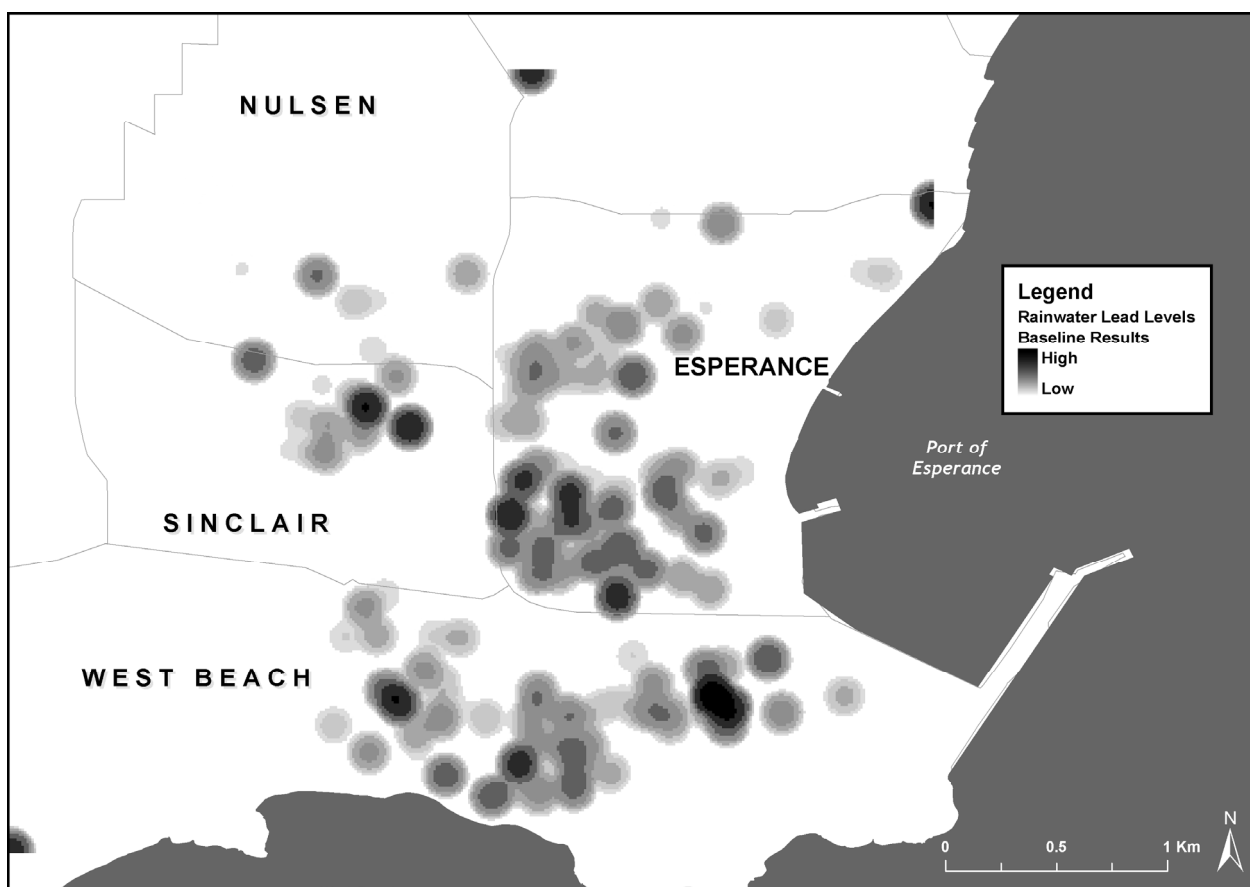 NULSEN
ESPERANCE
Legend
Rainwater Lead Levels
Baseline Results
High
Low
Port of
Esperance
SINCLAIR
WEST BEACH
N
0 0.5 1 Km